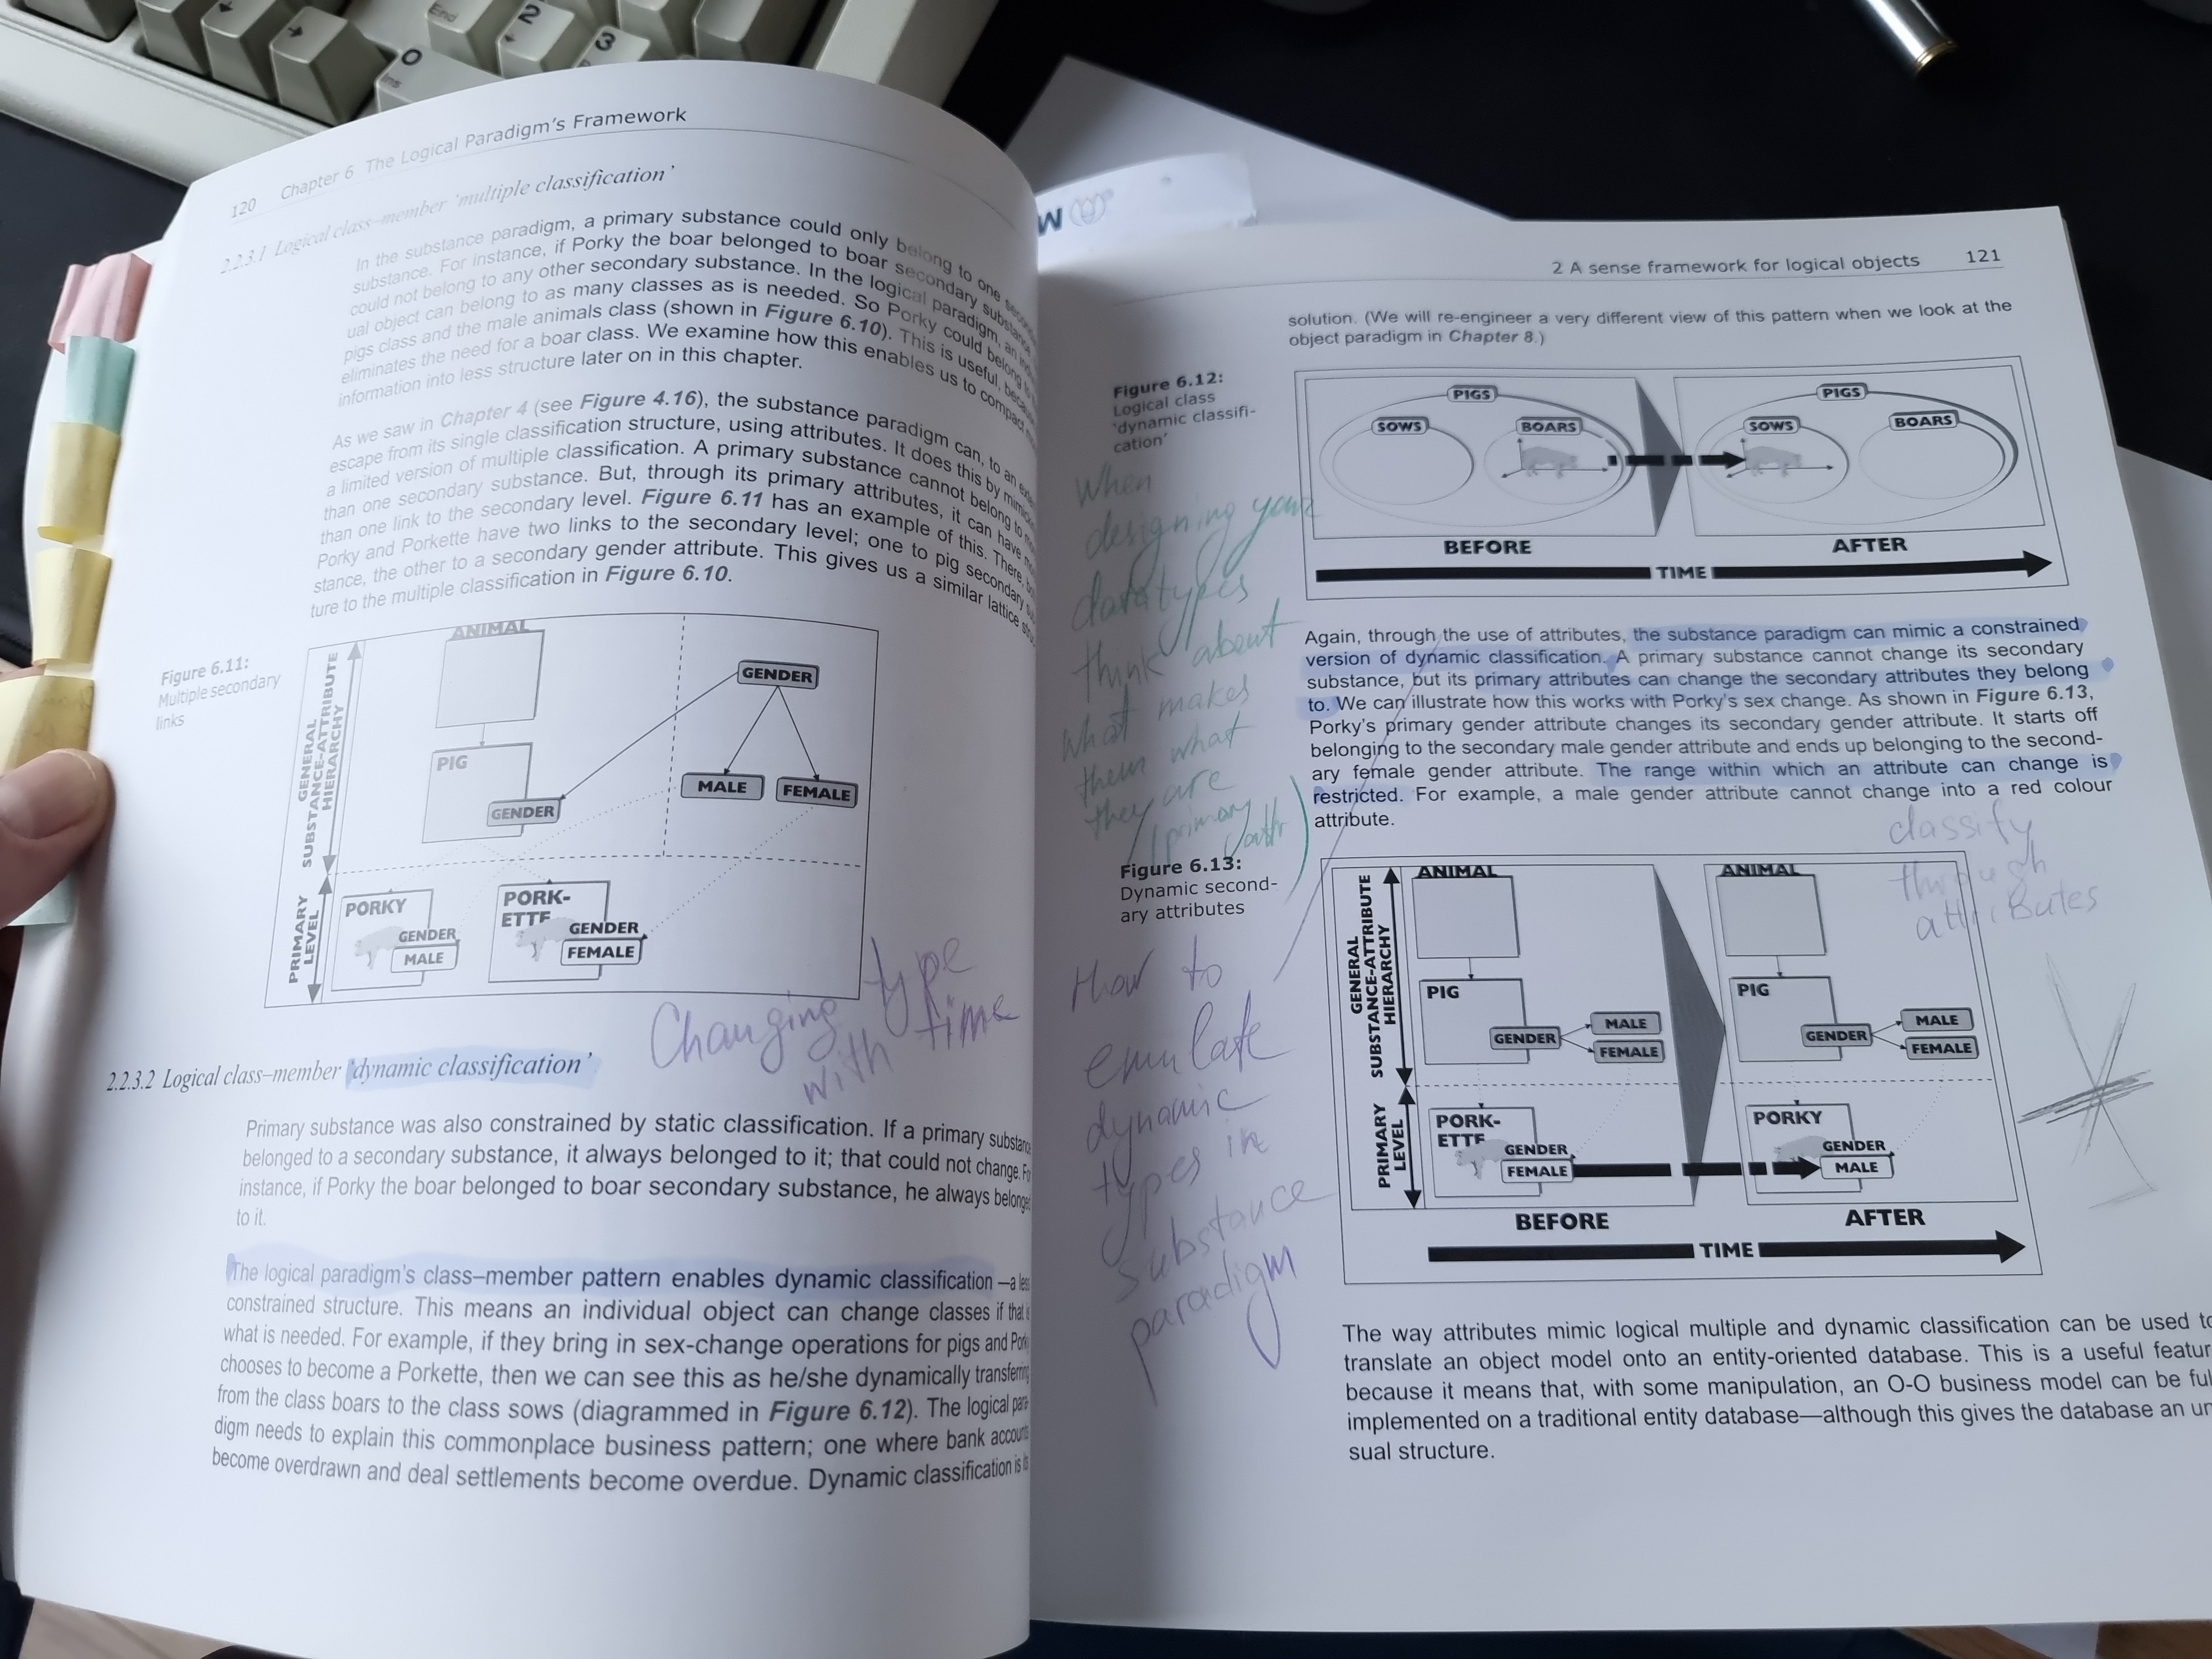 End
2
3
0
Ins
W
120 Chapter 6 The Logical Paradigm's Framework
2.2.3.1 Logical class–member 'multiple classification'
In the substance paradigm, a primary substance could only belong to one
substance. For instance, if Porky the boar belonged to boar secondary substance
could not belong to any other secondary substance. In the logical paradigm, an
ual object can belong to as many classes as is needed. So Porky could belong to
pigs class and the male animals class (shown in Figure 6.10). This is useful,
eliminates the need for a boar class. We examine how this enables us to compact
information into less structure later on in this chapter.
As we saw in Chapter 4 (see Figure 4.16), the substance paradigm can, to an
escape from its single classification structure, using attributes. It does this by
a limited version of multiple classification. A primary substance cannot belong to
than one secondary substance. But, through its primary attributes, it can have
than one link to the secondary level. Figure 6.11 has an example of this. There,
Porky and Porkette have two links to the secondary level; one to pig secondary
stance, the other to a secondary gender attribute. This gives us a similar lattice
ture to the multiple classification in Figure 6.10.
Figure 6.11:
Multiple secondary
links
GENERAL
SUBSTANCE-ATTRIBUTE
HIERARCHY
PRIMARY
LEVEL
ANIMAL
PIG
GENDER
GENDER
MALE
FEMALE
PORKY
GENDER
MALE
PORK-
ETTE
GENDER
FEMALE
Changing type
with time
2.2.3.2 Logical class–member 'dynamic classification'
Primary substance was also constrained by static classification. If a primary substance
belonged to a secondary substance, it always belonged to it; that could not change. For
instance, if Porky the boar belonged to boar secondary substance, he always belonged
to it.
The logical paradigm's class–member pattern enables dynamic classification —a less
constrained structure. This means an individual object can change classes if that is
what is needed. For example, if they bring in sex-change operations for pigs and Porky
chooses to become a Porkette, then we can see this as he/she dynamically transferring
from the class boars to the class sows (diagrammed in Figure 6.12). The logical para-
digm needs to explain this commonplace business pattern; one where bank accounts
become overdrawn and deal settlements become overdue. Dynamic classification is its
2 A sense framework for logical objects 121
solution. (We will re-engineer a very different view of this pattern when we look at the
object paradigm in Chapter 8.)
Figure 6.12:
Logical class
'dynamic classifi-
cation'
PIGS
SOWS
BOARS
PIGS
SOWS
BOARS
BEFORE
AFTER
TIME
When
designing your
datatypes
think about
what makes
them what
they are
(primary
attr)
Again, through the use of attributes, the substance paradigm can mimic a constrained
version of dynamic classification. A primary substance cannot change its secondary
substance, but its primary attributes can change the secondary attributes they belong
to. We can illustrate how this works with Porky's sex change. As shown in Figure 6.13,
Porky's primary gender attribute changes its secondary gender attribute. It starts off
belonging to the secondary male gender attribute and ends up belonging to the second-
ary female gender attribute. The range within which an attribute can change is
restricted. For example, a male gender attribute cannot change into a red colour
attribute.
classify
through
attributes
Figure 6.13:
Dynamic second-
ary attributes
How to
emulate
dynamic
types in
substance
paradigm
GENERAL
SUBSTANCE-ATTRIBUTE
HIERARCHY
PRIMARY
LEVEL
ANIMAL
PIG
GENDER
MALE
FEMALE
PORK-
ETTE
GENDER
FEMALE
ANIMAL
PIG
GENDER
MALE
FEMALE
PORKY
GENDER
MALE
BEFORE
AFTER
TIME
The way attributes mimic logical multiple and dynamic classification can be used to
translate an object model onto an entity-oriented database. This is a useful featur
because it means that, with some manipulation, an O-O business model can be ful
implemented on a traditional entity database—although this gives the database an un
sual structure.